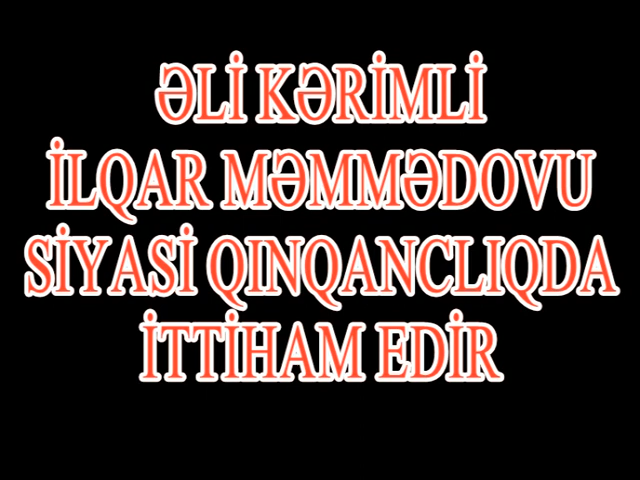 ƏLİ KƏRİMLİ
İLQAR MƏMMƏDOVU
SİYASİ QINQANCLIQDA
İTTİHAM EDİR